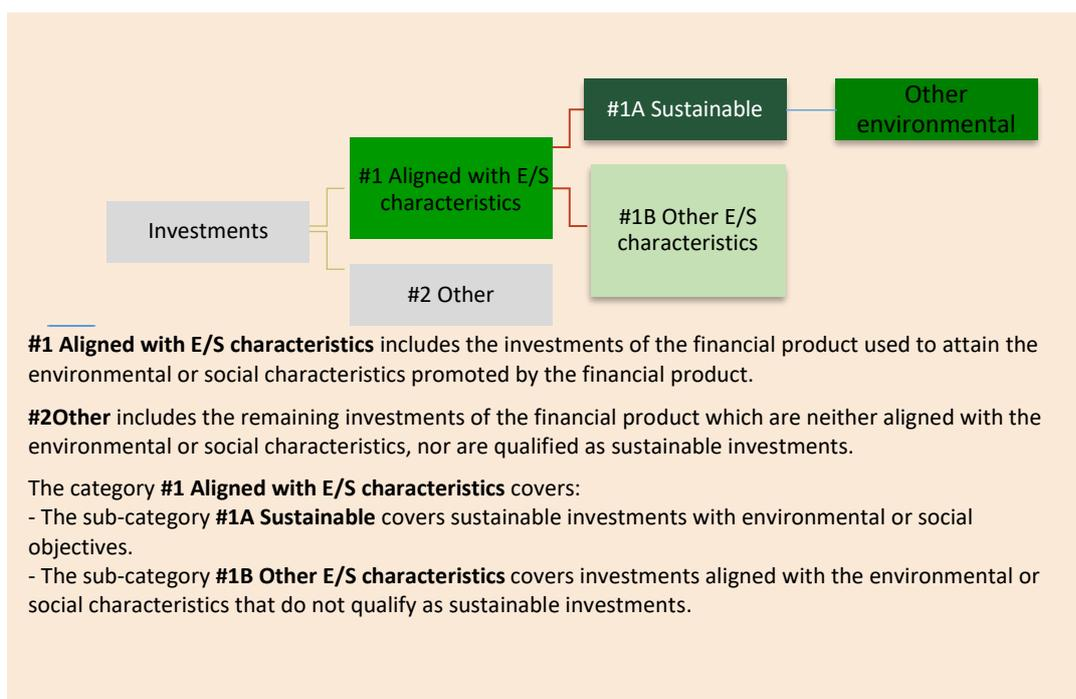 #1A Sustainable
Other
environmental
#1 Aligned with E/S
characteristics
#1B Other E/S
characteristics
Investments
#2 Other
#1 Aligned with E/S characteristics includes the investments of the financial product used to attain the
environmental or social characteristics promoted by the financial product.
#2Other includes the remaining investments of the financial product which are neither aligned with the
environmental or social characteristics, nor are qualified as sustainable investments.
The category #1 Aligned with E/S characteristics covers:
- The sub-category #1A Sustainable covers sustainable investments with environmental or social
objectives.
- The sub-category #1B Other E/S characteristics covers investments aligned with the environmental or
social characteristics that do not qualify as sustainable investments.